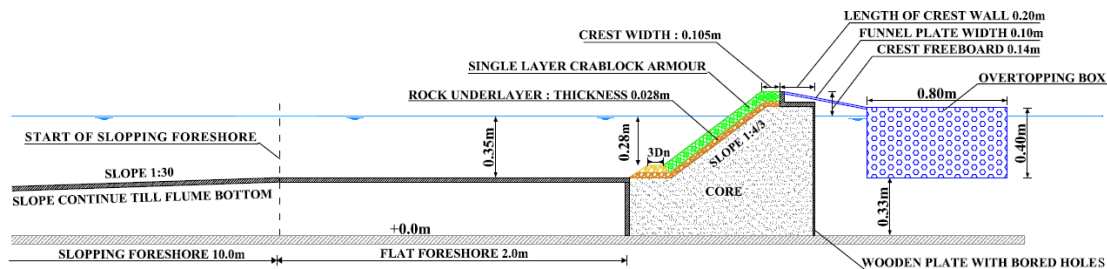 LENGTH OF CREST WALL 0.20m
FUNNEL PLATE WIDTH 0.10m
CREST WIDTH : 0.105m
CREST FREEBOARD 0.14m
SINGLE LAYER CRABLOCK ARMOUR
OVERTOPPING BOX
ROCK UNDERLAYER : THICKNESS 0.028m
0.80m
START OF SLOPPING FORESHORE
0.35m
0.28m
3Dn
SLOPE 1:4/3
0.40m
SLOPE 1:30
SLOPE CONTINUE TILL FLUME BOTTOM
CORE
0.33m
+0.0m
SLOPPING FORESHORE 10.0m
FLAT FORESHORE 2.0m
WOODEN PLATE WITH BORED HOLES